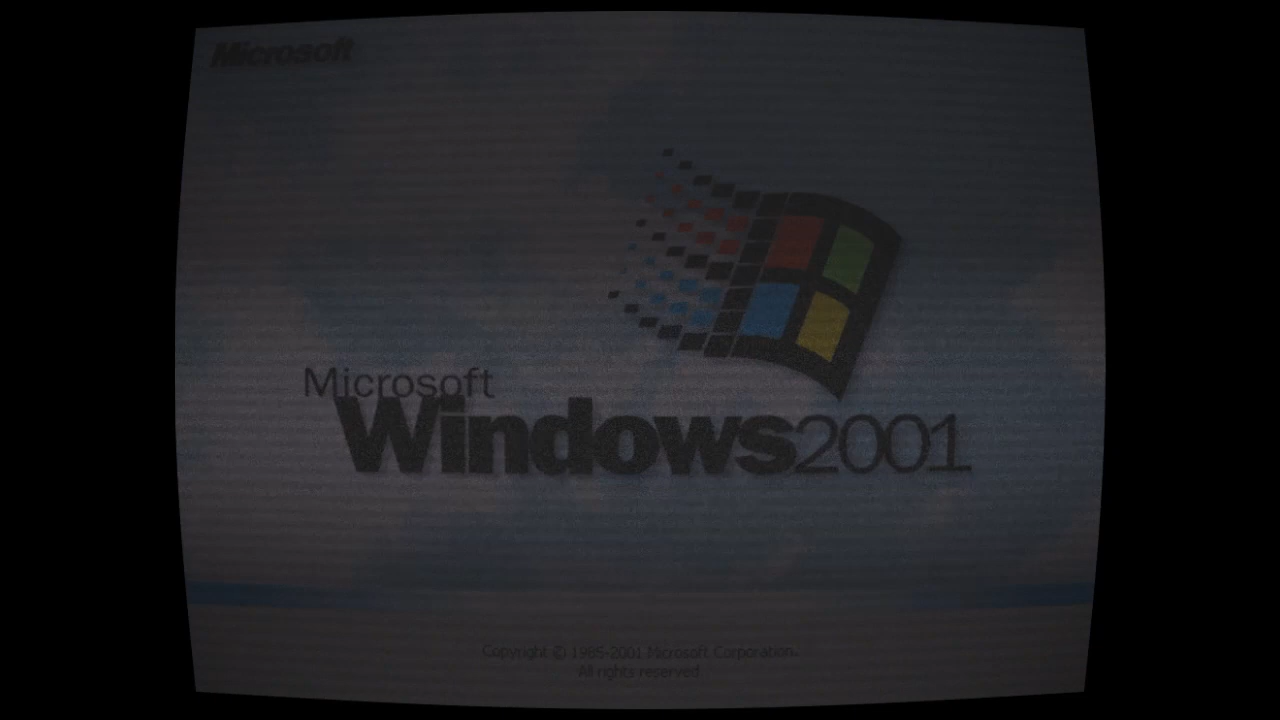 Microsoft
Microsoft
Windows2001
Copyright © 1985-2001 Microsoft Corporation.
All rights reserved.